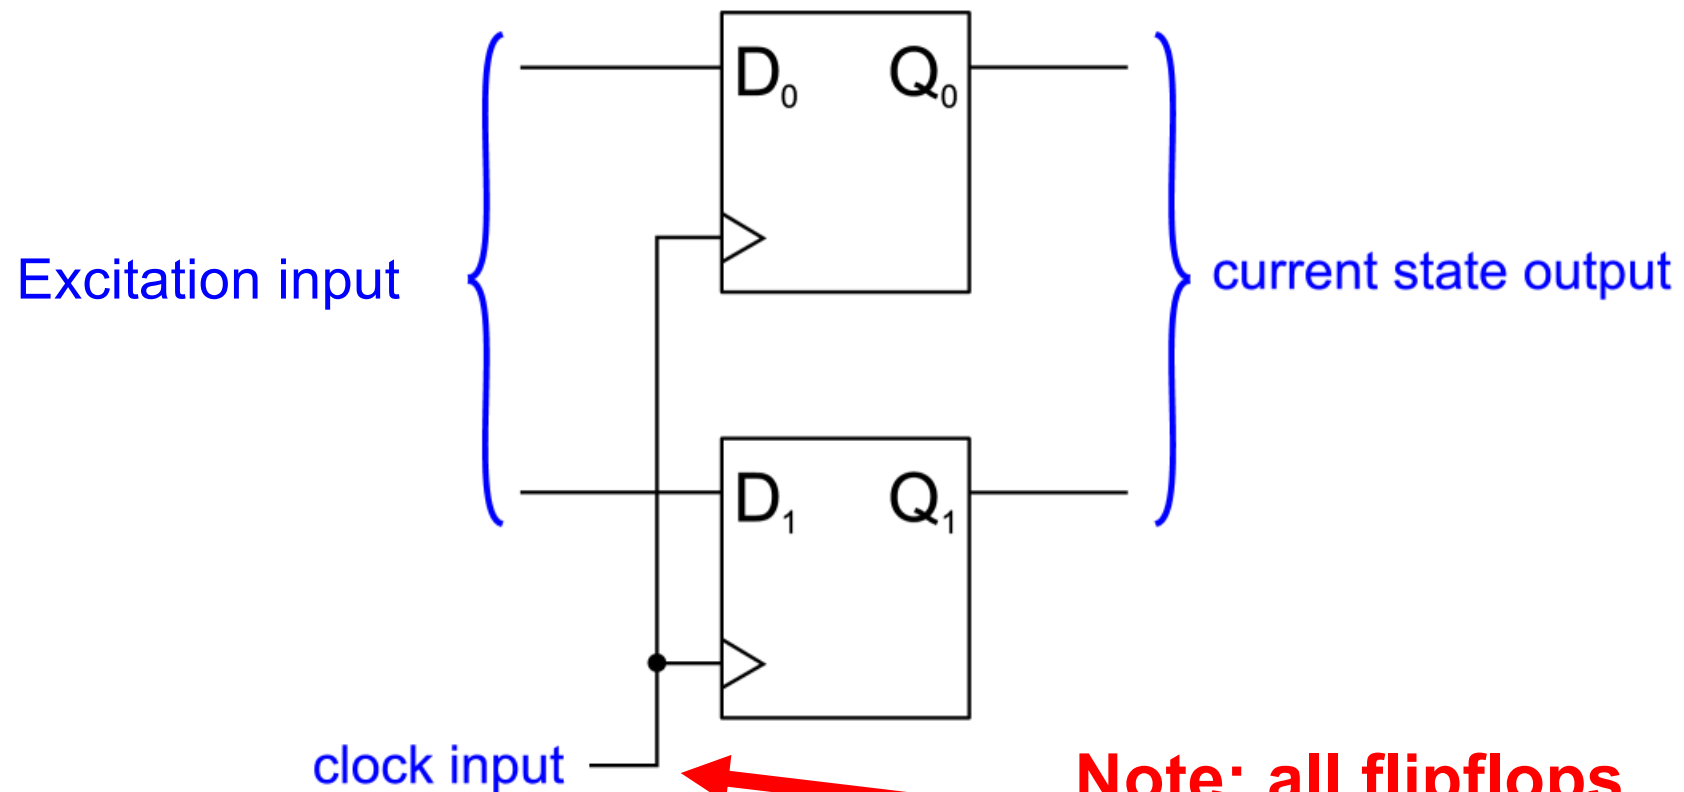 D₀ Q₀
Excitation input
current state output
D₁ Q₁
clock input
Note: all flipflops